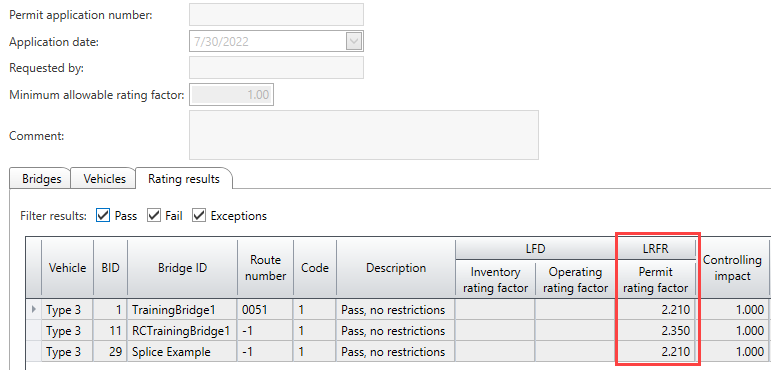 Permit application number:
Application date: 7/30/2022
Requested by:
Minimum allowable rating factor: 1.00
Comment:
Bridges Vehicles Rating results
Filter results: Pass Fail Exceptions
LFD LRFR
Vehicle BID Bridge ID Route number Code Description Inventory rating factor Operating rating factor Permit rating factor Controlling impact
Type 3 1 TrainingBridge1 0051 1 Pass, no restrictions 2.210 1.000
Type 3 11 RCTrainingBridge1 -1 1 Pass, no restrictions 2.350 1.000
Type 3 29 Splice Example -1 1 Pass, no restrictions 2.210 1.000